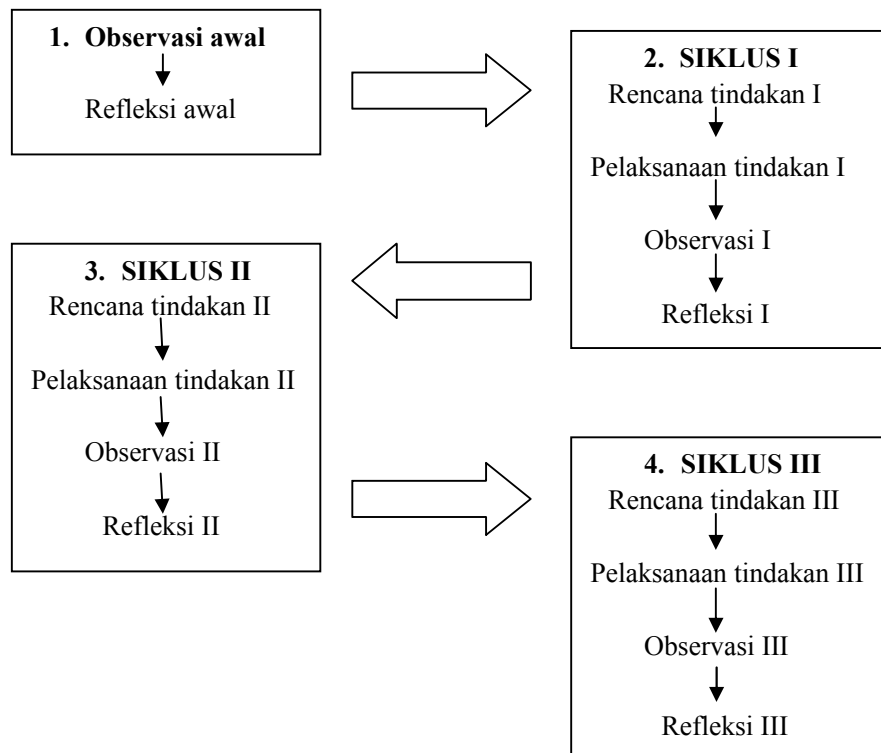 1. Observasi awal
Refleksi awal
2. SIKLUS I
Rencana tindakan I
Pelaksanaan tindakan I
Observasi I
Refleksi I
3. SIKLUS II
Rencana tindakan II
Pelaksanaan tindakan II
Observasi II
Refleksi II
4. SIKLUS III
Rencana tindakan III
Pelaksanaan tindakan III
Observasi III
Refleksi III